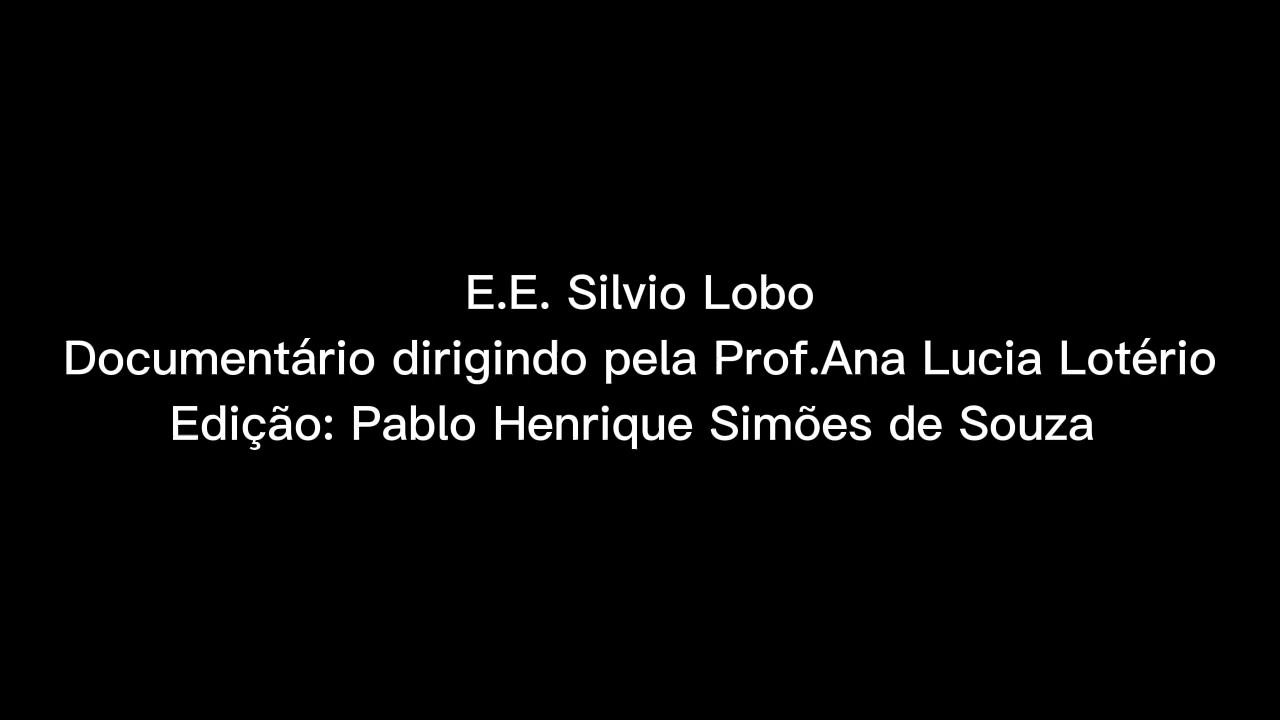 E.E. Silvio Lobo
Documentário dirigindo pela Prof.Ana Lucia Lotério
Edição: Pablo Henrique Simões de Souza